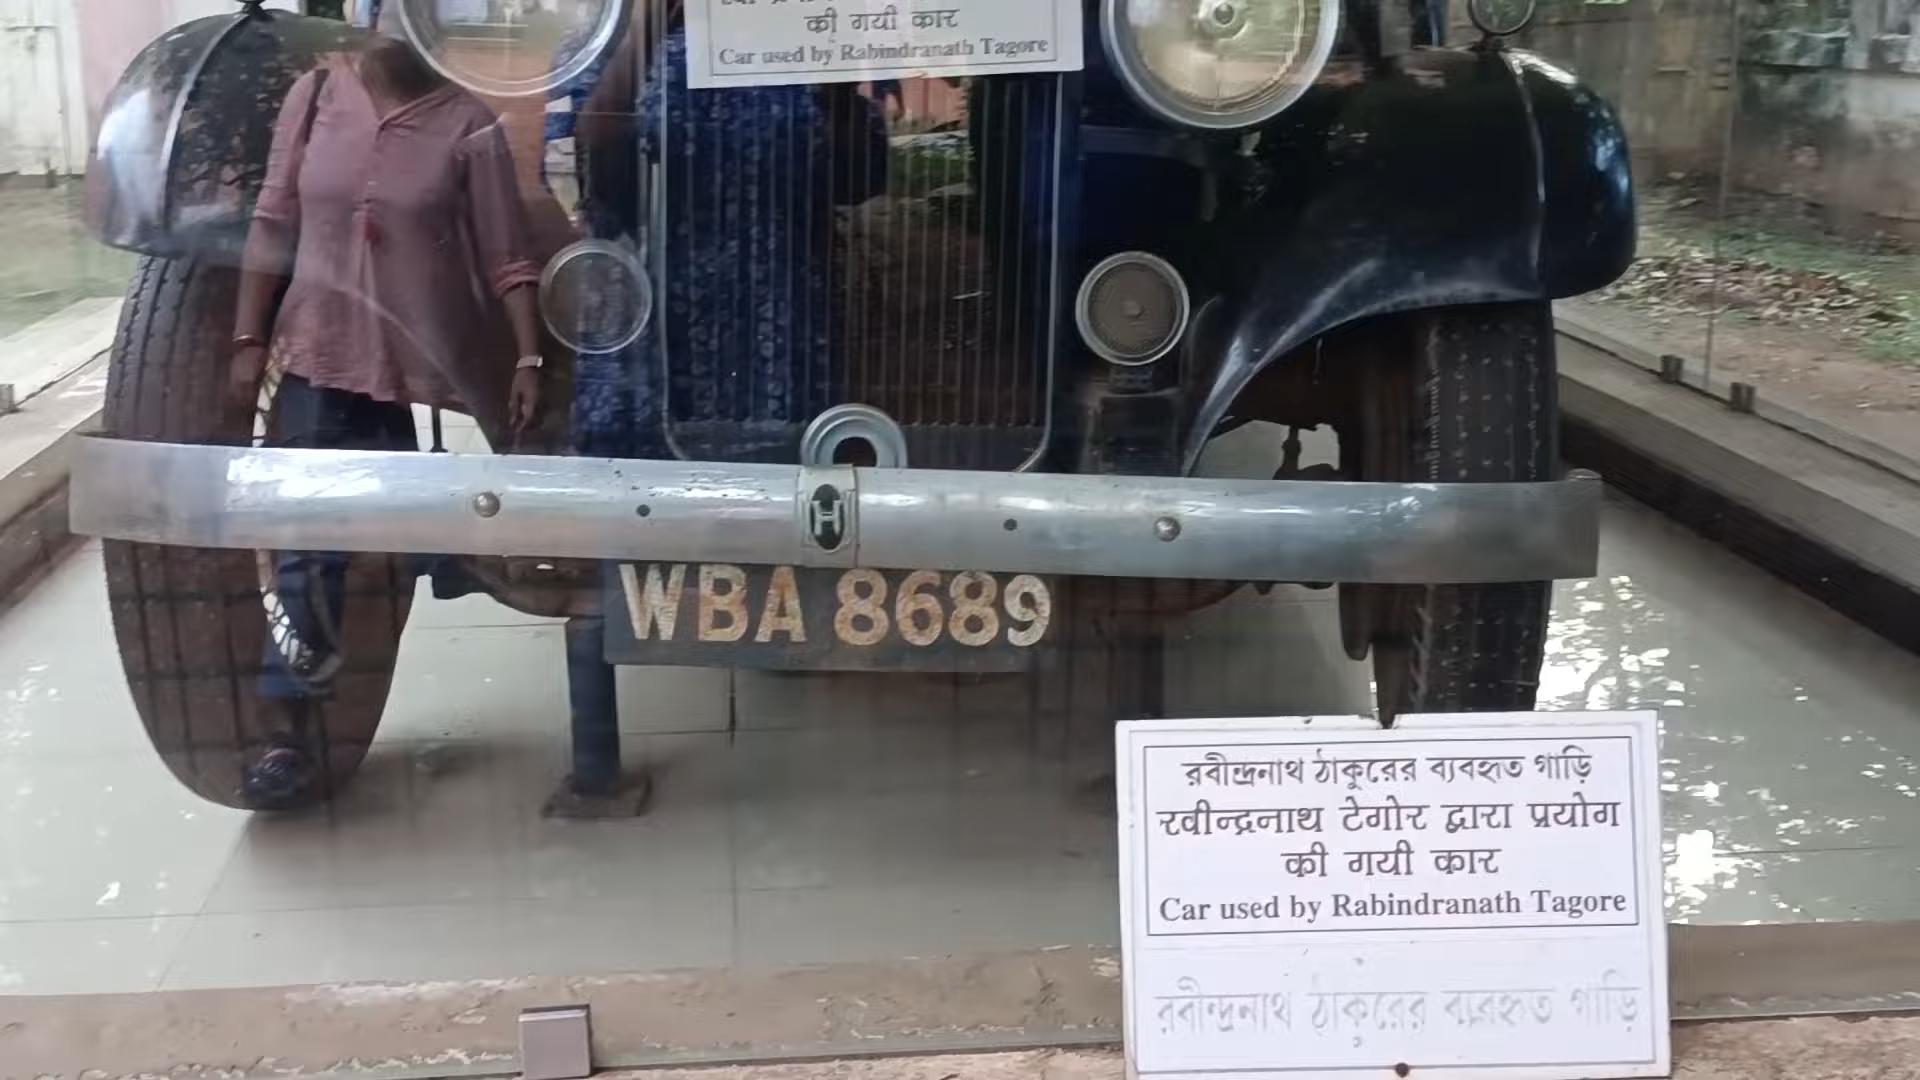 की गयी कार
Car used by Rabindranath Tagore
H
WBA 8689
রবীন্দ্রনাথ ঠাকুরের ব্যবহৃত গাড়ি
रवीन्द्रनाथ टेगोर द्वारा प्रयोग
की गयी कार
Car used by Rabindranath Tagore
রবীন্দ্রনাথ ঠাকুরের ব্যবহৃত গাড়ি